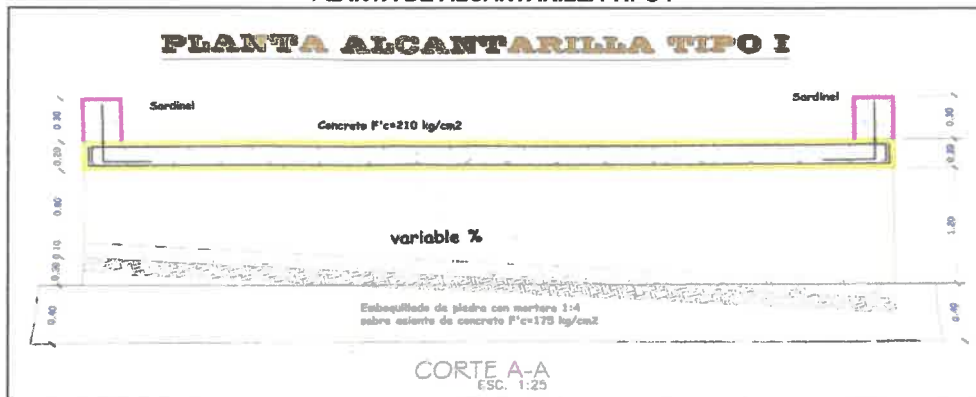 PLANTA ALCANTARILLA TIPO I
Sardinel
Sardinel
Concreto F'c=210 kg/cm2
0.30
0.20
0.80
0.10
0.20
0.40
0.30
0.20
1.20
0.40
variable %
Emboquillado de piedra con mortero 1:4
sobre asiento de concreto F'c=175 kg/cm2
CORTE A-A
ESC. 1:25